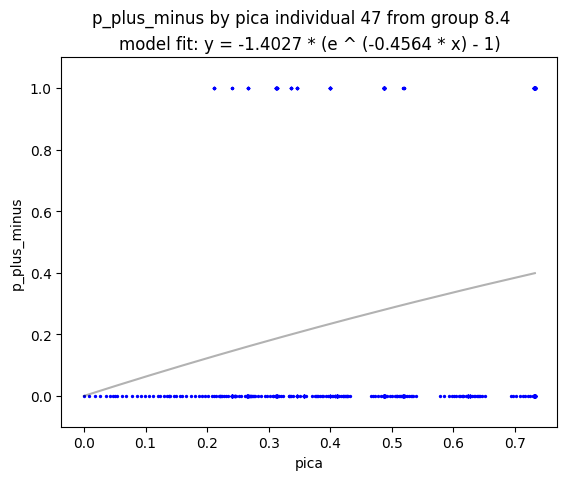 p_plus_minus by pica individual 47 from group 8.4
model fit: y = -1.4027 * (e ^ (-0.4564 * x) - 1)
1.0
0.8
0.6
0.4
0.2
0.0
p_plus_minus
0.0 0.1 0.2 0.3 0.4 0.5 0.6 0.7
pica